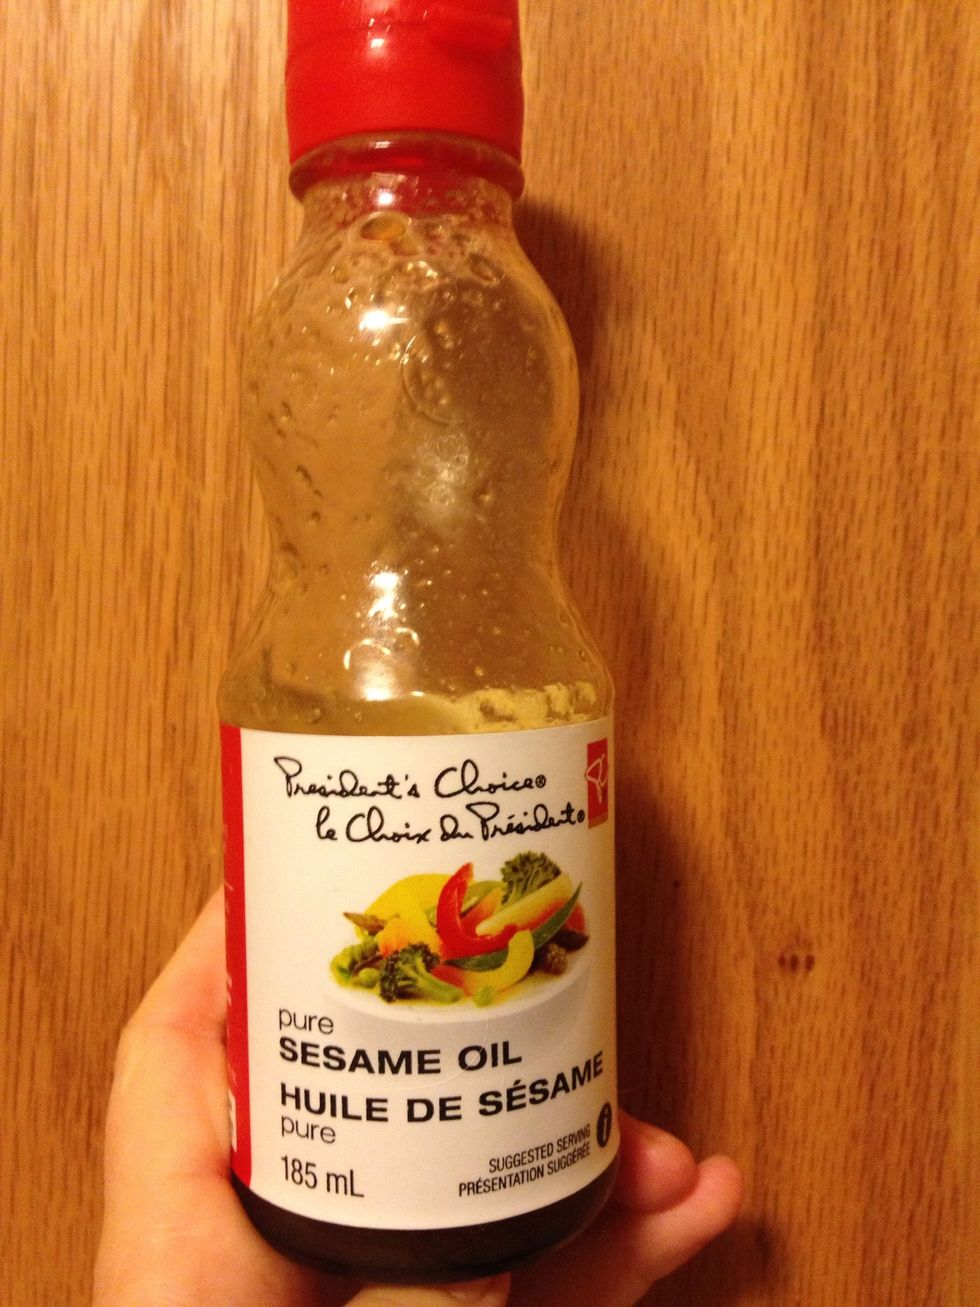 President's Choice®
le Choix du Président®
pure
SESAME OIL
HUILE DE SÉSAME
pure
185 mL
SUGGESTED SERVING
PRÉSENTATION SUGGÉRÉE
i